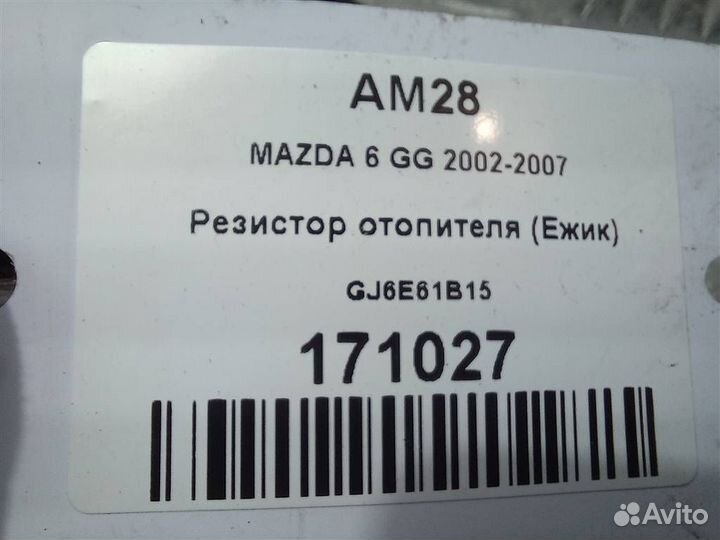 AM28
MAZDA 6 GG 2002-2007
Резистор отопителя (Ежик)
GJ6E61B15
171027
Avito